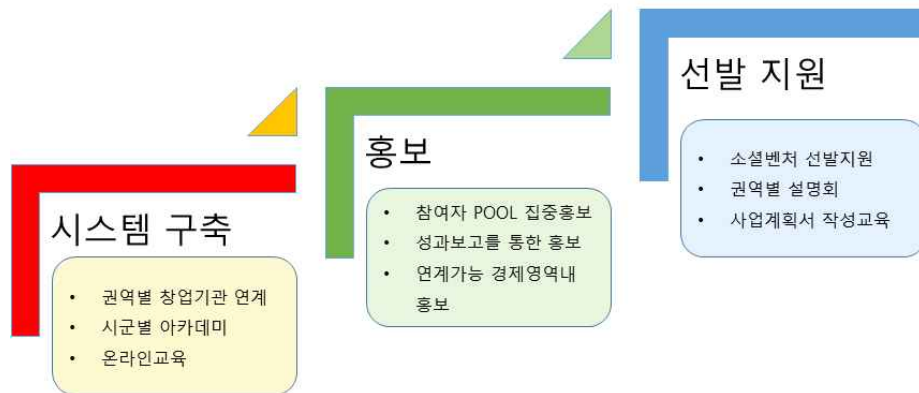 시스템 구축
• 권역별 창업기관 연계
• 시군별 아카데미
• 온라인교육
홍보
• 참여자 POOL 집중홍보
• 성과보고를 통한 홍보
• 연계가능 경제영역내
홍보
선발 지원
• 소셜벤처 선발지원
• 권역별 설명회
• 사업계획서 작성교육